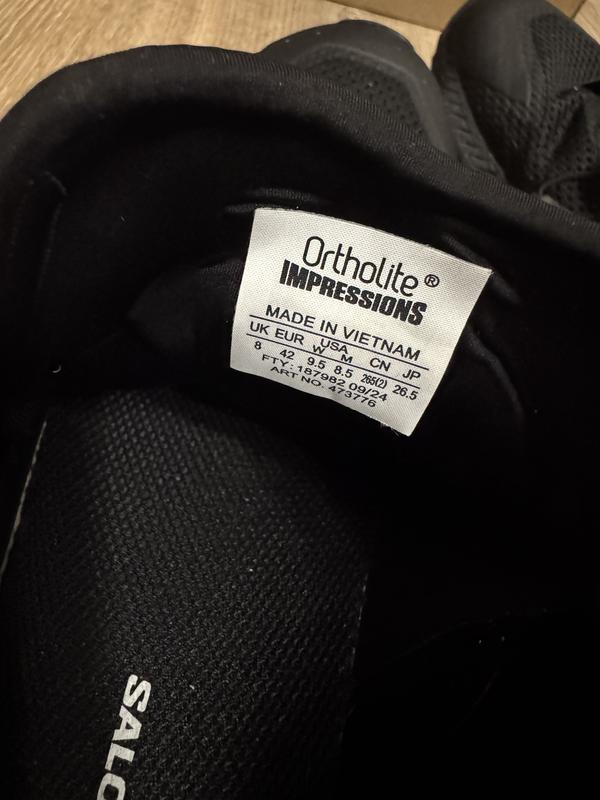 Ortholite®
IMPRESSIONS
MADE IN VIETNAM
UK EUR USA CN JP
W M
8 42 9.5 8.5 265(2) 26.5
FTY: 187982 09/24
ART NO. 473776
SALO